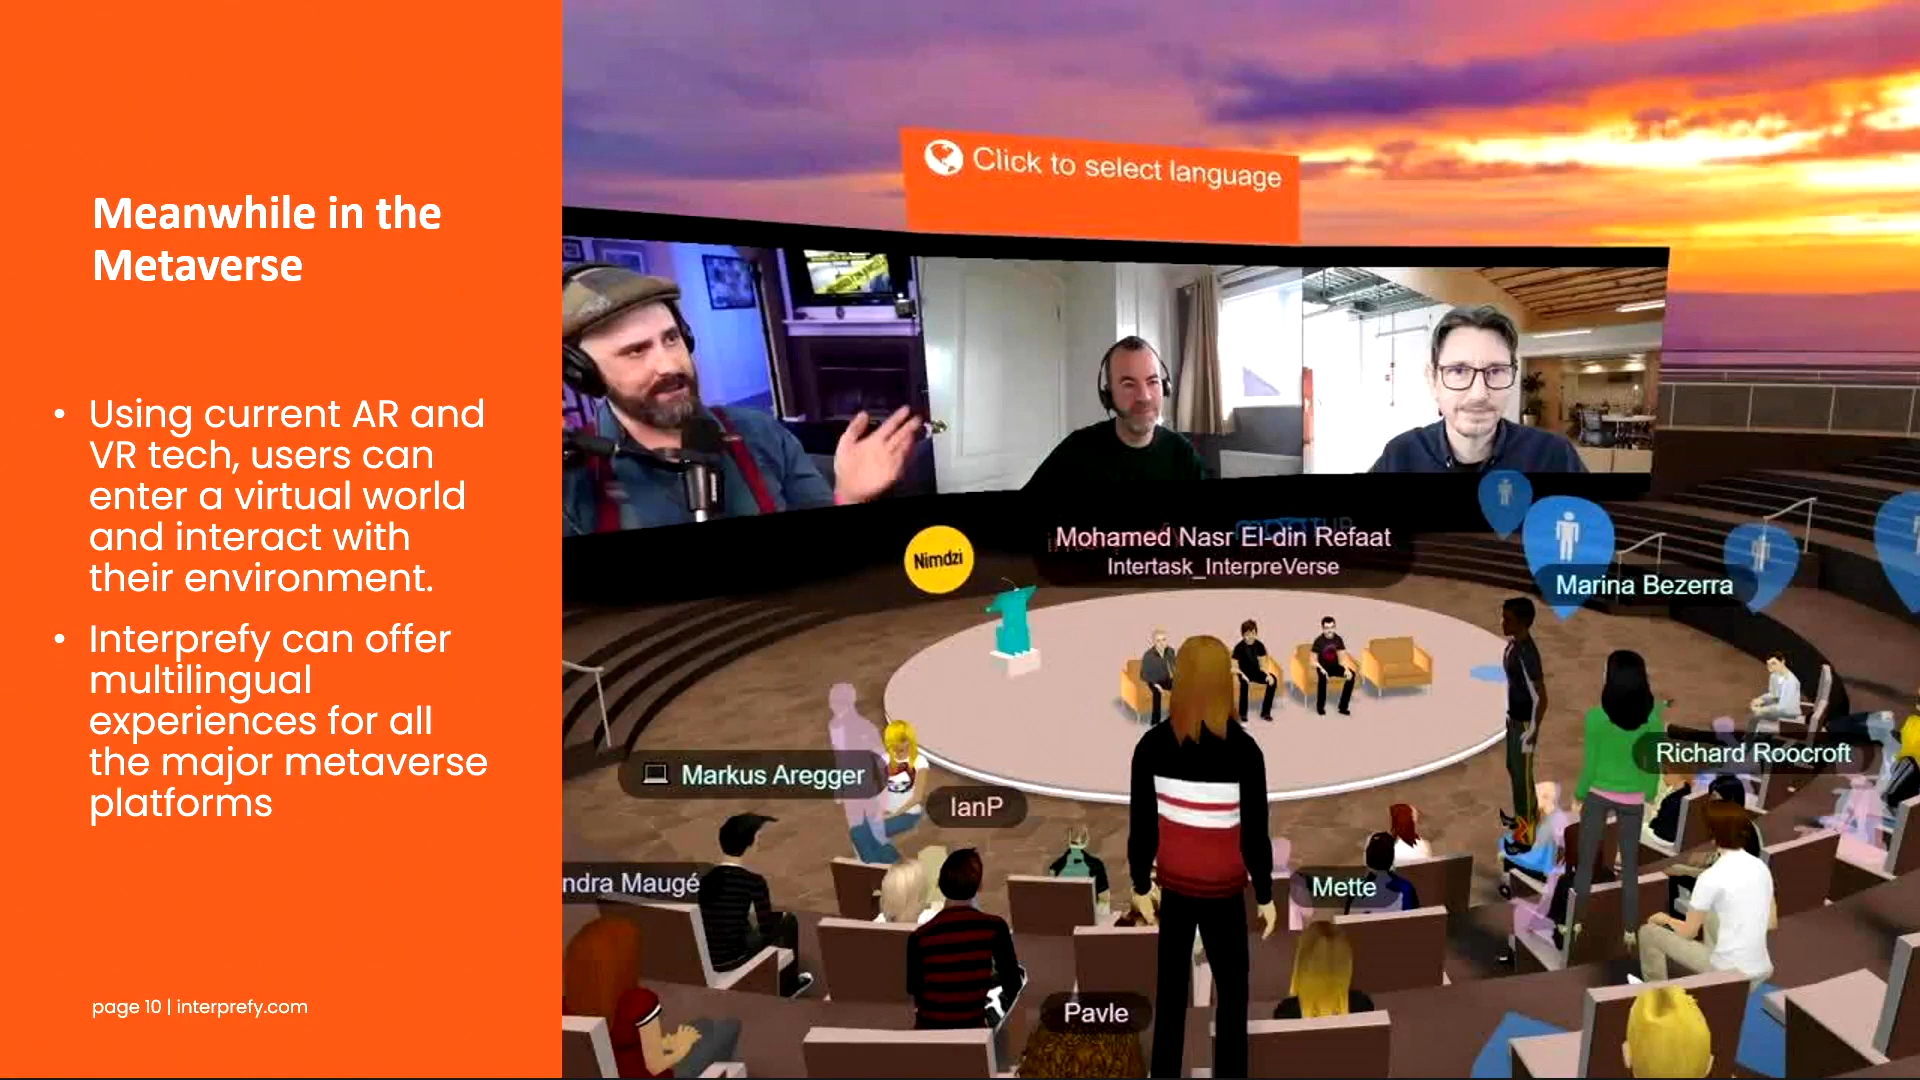 Meanwhile in the
Metaverse
• Using current AR and
VR tech, users can
enter a virtual world
and interact with
their environment.
• Interprefy can offer
multilingual
experiences for all
the major metaverse
platforms
page 10 | interprefy.com
Click to select language
Nimdzi
Mohamed Nasr El-din Refaat
Intertask_InterpreVerse
Marina Bezerra
Richard Roocroft
Markus Aregger
IanP
ndra Maugé
Mette
Pavle